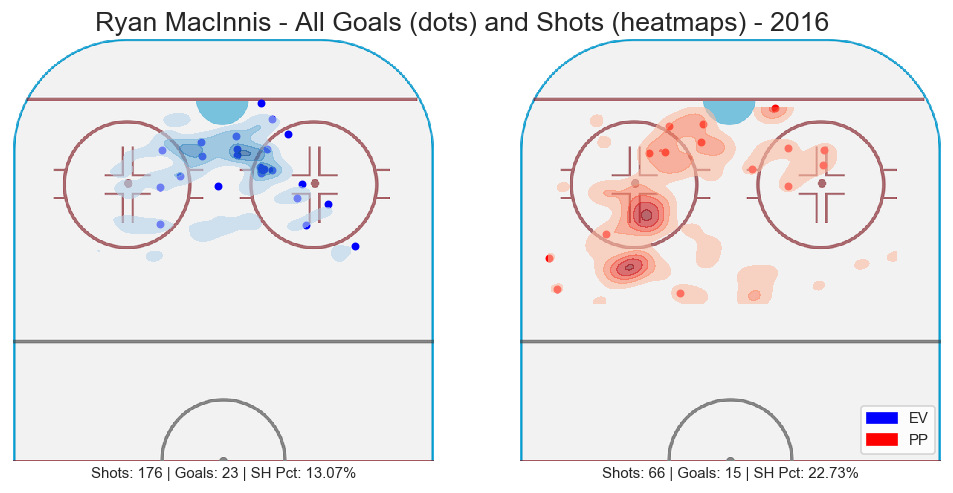 Ryan MacInnis - All Goals (dots) and Shots (heatmaps) - 2016
EV
PP
Shots: 176 | Goals: 23 | SH Pct: 13.07%
Shots: 66 | Goals: 15 | SH Pct: 22.73%